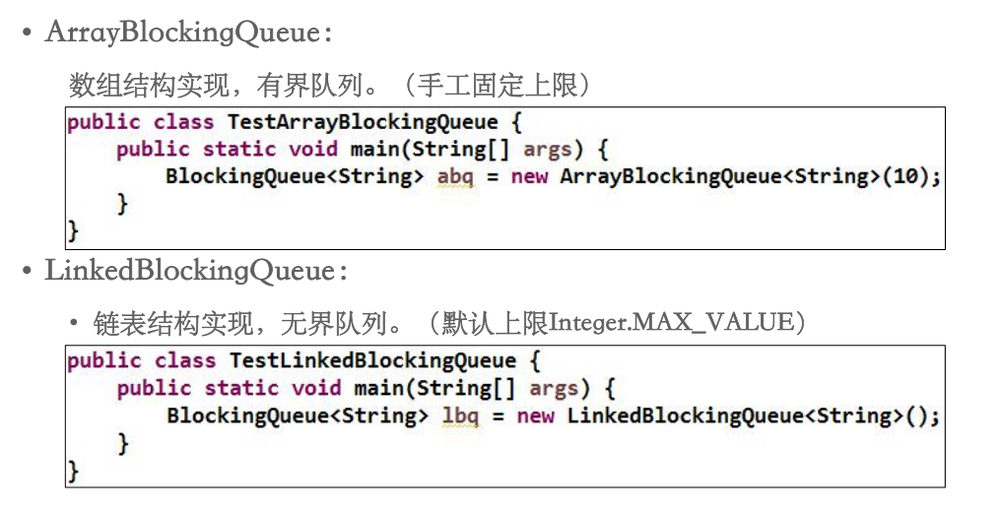 • ArrayBlockingQueue：
数组结构实现，有界队列。（手工固定上限）
public class TestArrayBlockingQueue {
    public static void main(String[] args) {
        BlockingQueue<String> abq = new ArrayBlockingQueue<String>(10);
    }
}
• LinkedBlockingQueue：
• 链表结构实现，无界队列。（默认上限Integer.MAX_VALUE）
public class TestLinkedBlockingQueue {
    public static void main(String[] args) {
        BlockingQueue<String> lbq = new LinkedBlockingQueue<String>();
    }
}